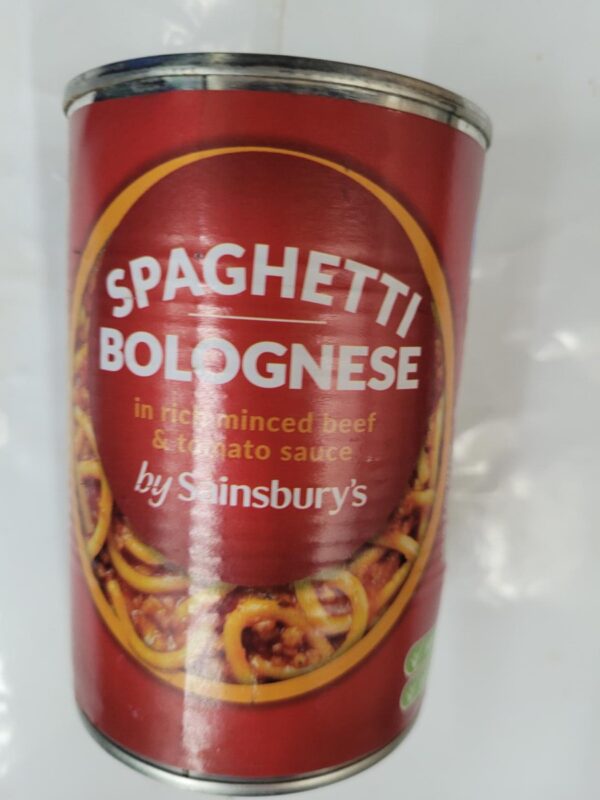 SPAGHETTI
BOLOGNESE
in rich minced beef
& tomato sauce
by Sainsbury's